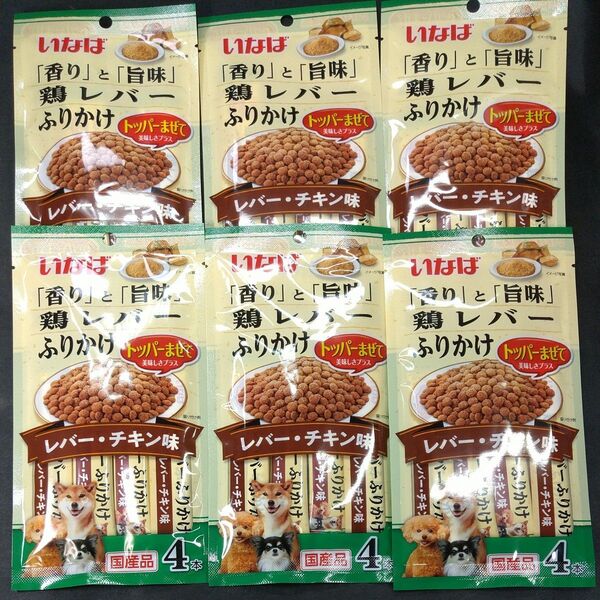 いなば
「香り」と「旨味」
鶏レバー
ふりかけ
トッパーまぜて
美味しさプラス
レバー・チキン味
いなば
「香り」と「旨味」
鶏レバー
ふりかけ
トッパーまぜて
美味しさプラス
レバー・チキン味
いなば
「香り」と「旨味」
鶏レバー
ふりかけ
トッパーまぜて
美味しさプラス
レバー・チキン味
いなば
「香り」と「旨味」
鶏レバー
ふりかけ
トッパーまぜて
美味しさプラス
レバー・チキン味
ふりかけ
国産品
4本
いなば
「香り」と「旨味」
鶏レバー
ふりかけ
トッパーまぜて
美味しさプラス
レバー・チキン味
ふりかけ
チキン味
国産品
4本
いなば
「香り」と「旨味」
鶏レバー
ふりかけ
トッパーまぜて
美味しさプラス
レバー・チキン味
ふりかけ
チキン味
国産品
4本